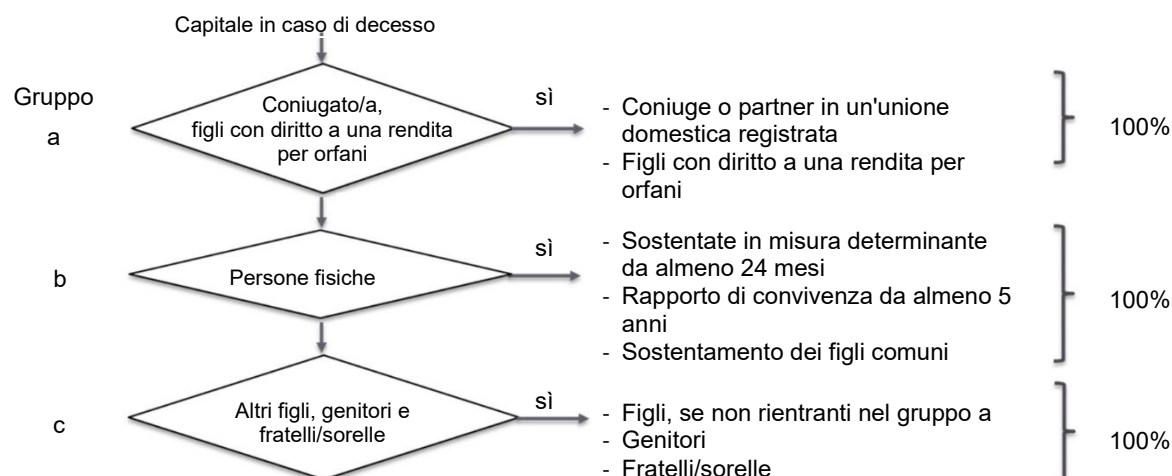 Capitale in caso di decesso
Gruppo
a
Coniugato/a,
figli con diritto a una rendita
per orfani
sì
- Coniuge o partner in un'unione
domestica registrata
- Figli con diritto a una rendita per
orfani
100%
b
Persone fisiche
sì
- Sostentate in misura determinante
da almeno 24 mesi
- Rapporto di convivenza da almeno 5
anni
- Sostentamento dei figli comuni
100%
c
Altri figli, genitori e
fratelli/sorelle
sì
- Figli, se non rientranti nel gruppo a
- Genitori
- Fratelli/sorelle
100%